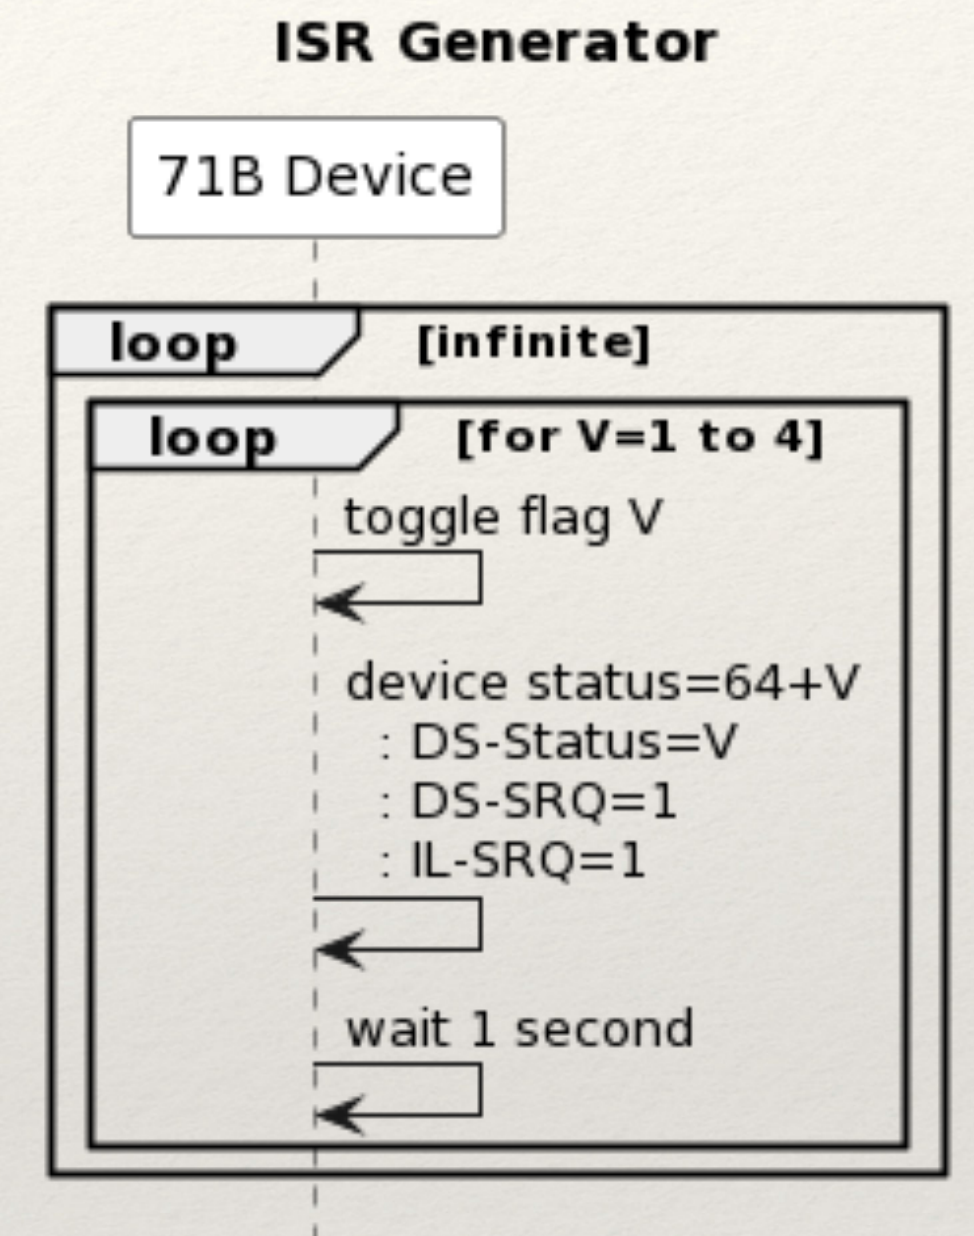 ISR Generator
71B Device
loop [infinite]
loop [for V=1 to 4]
toggle flag V
device status=64+V
: DS-Status=V
: DS-SRQ=1
: IL-SRQ=1
wait 1 second